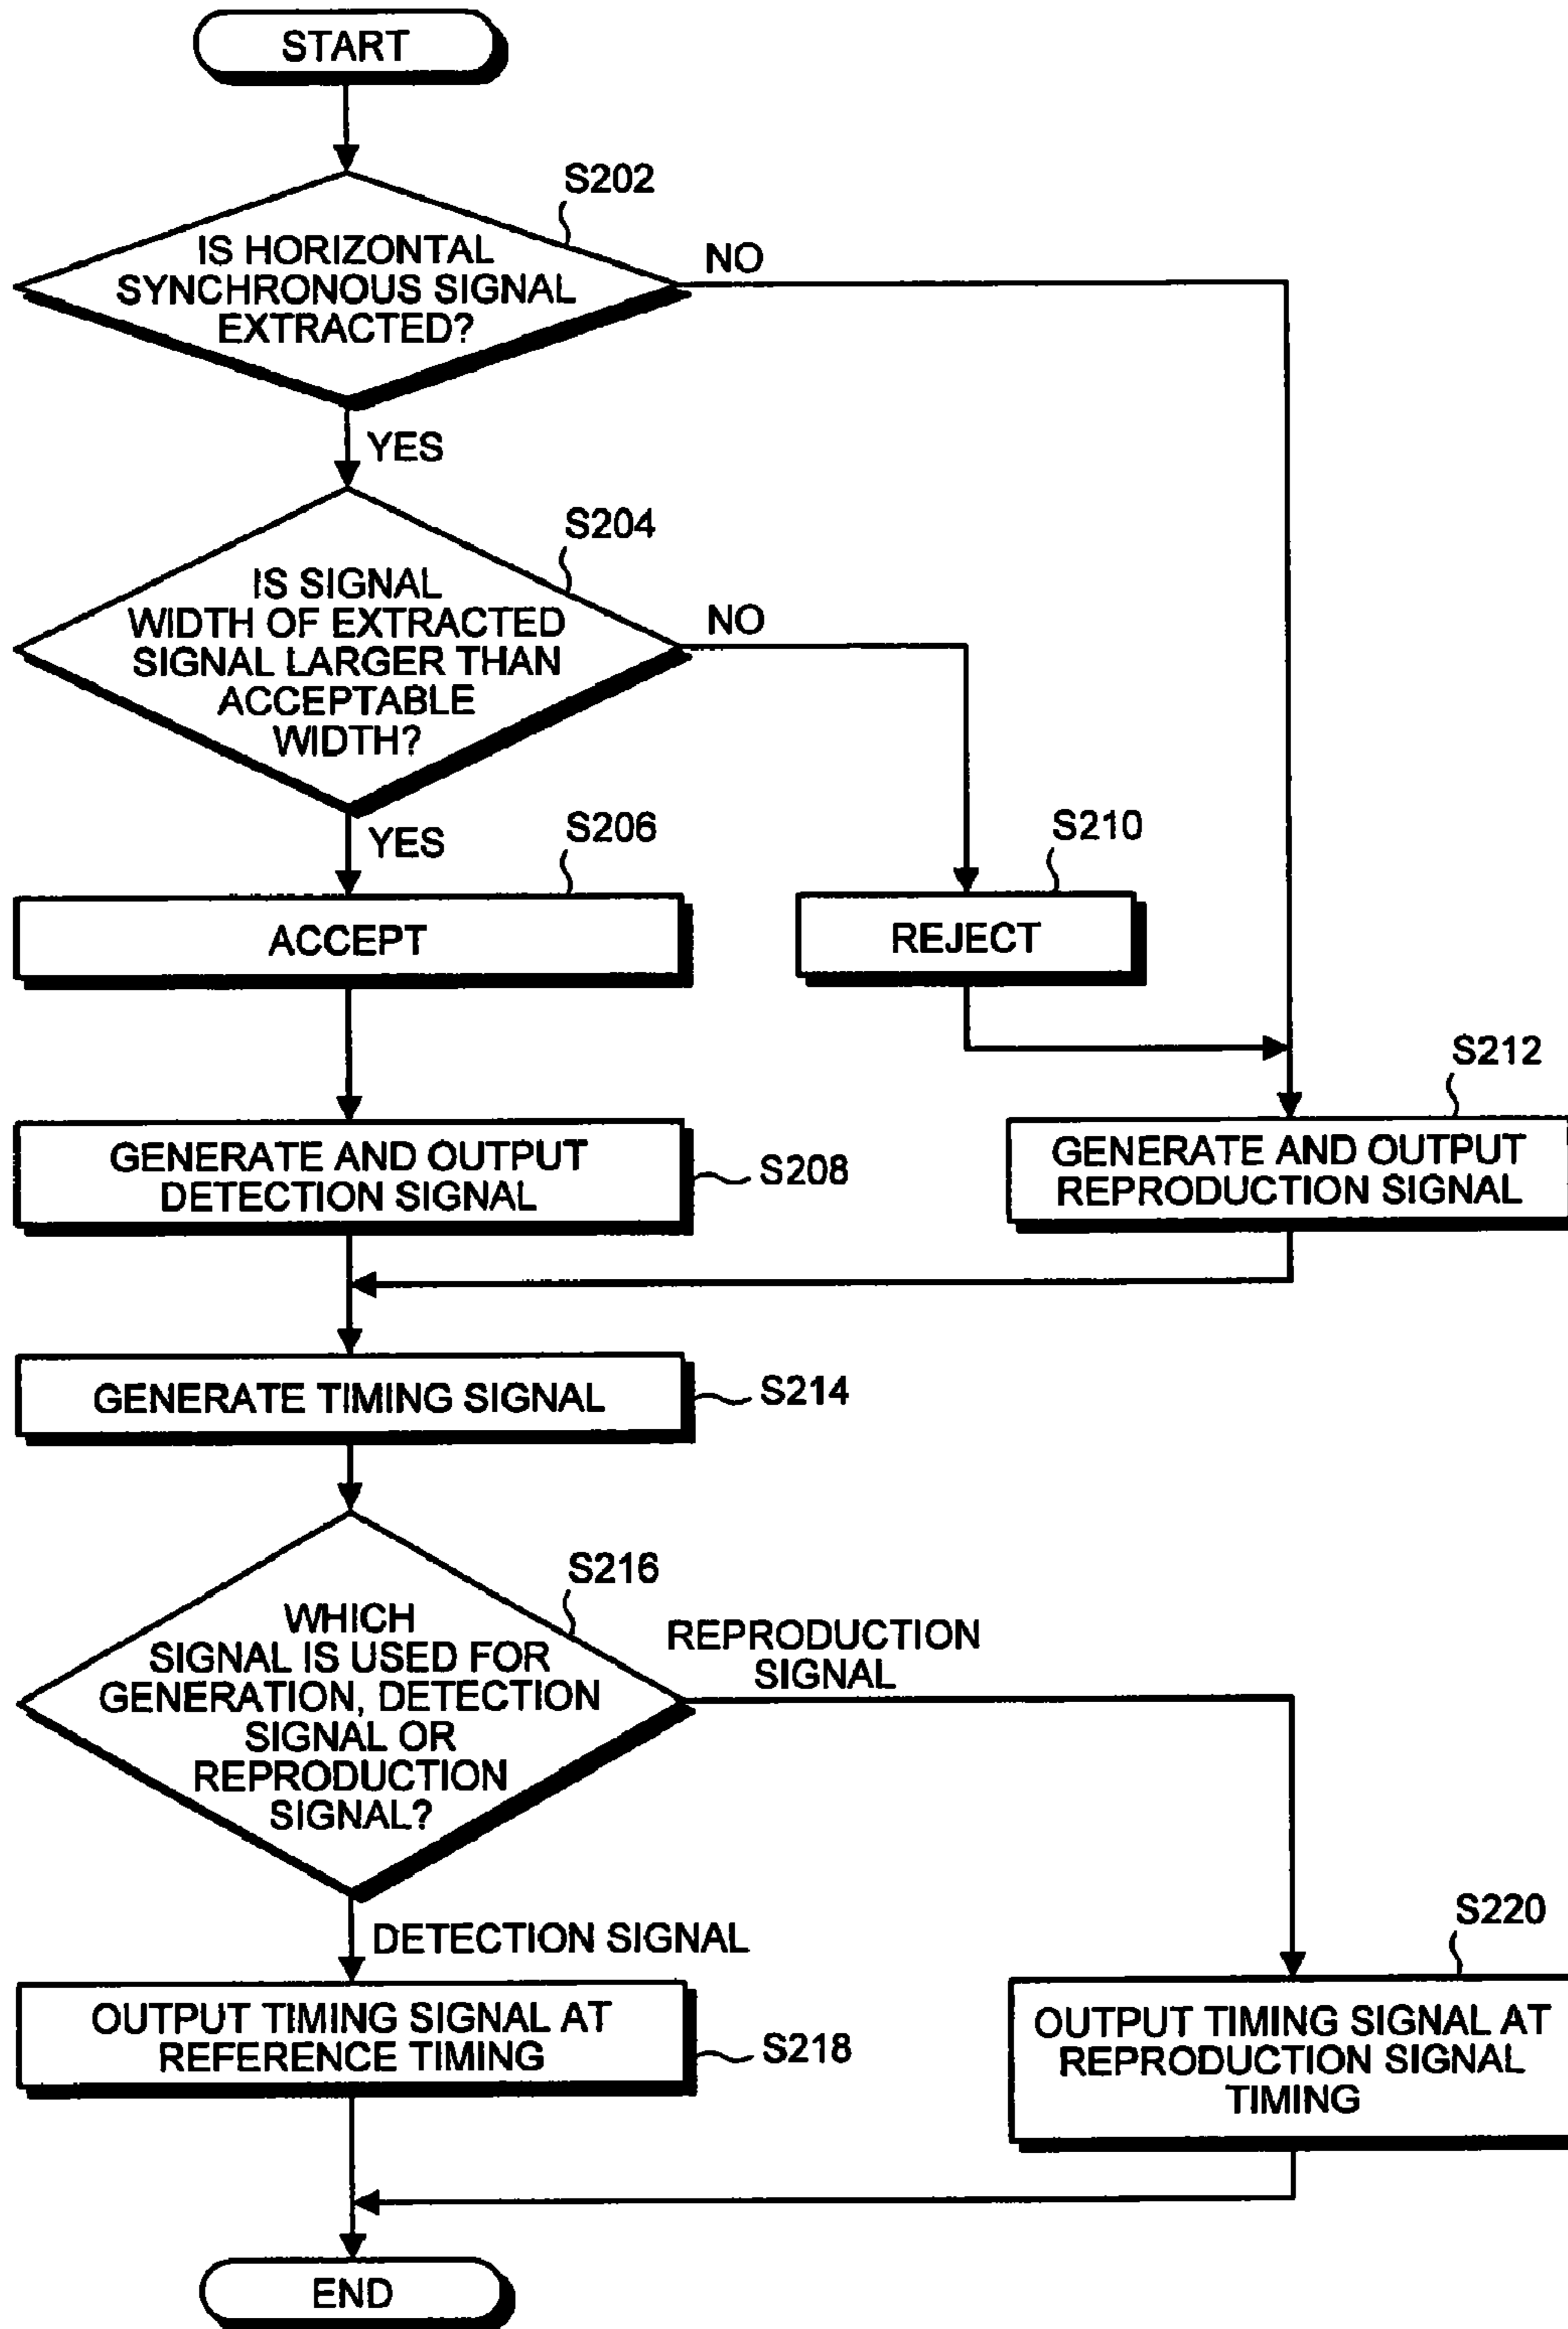 START
S202
IS HORIZONTAL
SYNCHRONOUS SIGNAL
EXTRACTED?
NO
YES
S204
IS SIGNAL
WIDTH OF EXTRACTED
SIGNAL LARGER THAN
ACCEPTABLE
WIDTH?
NO
YES
S206
ACCEPT
S210
REJECT
GENERATE AND OUTPUT
DETECTION SIGNAL
S208
S212
GENERATE AND OUTPUT
REPRODUCTION SIGNAL
GENERATE TIMING SIGNAL
S214
S216
WHICH
SIGNAL IS USED FOR
GENERATION, DETECTION
SIGNAL OR
REPRODUCTION
SIGNAL?
REPRODUCTION
SIGNAL
DETECTION SIGNAL
OUTPUT TIMING SIGNAL AT
REFERENCE TIMING
S218
S220
OUTPUT TIMING SIGNAL AT
REPRODUCTION SIGNAL
TIMING
END